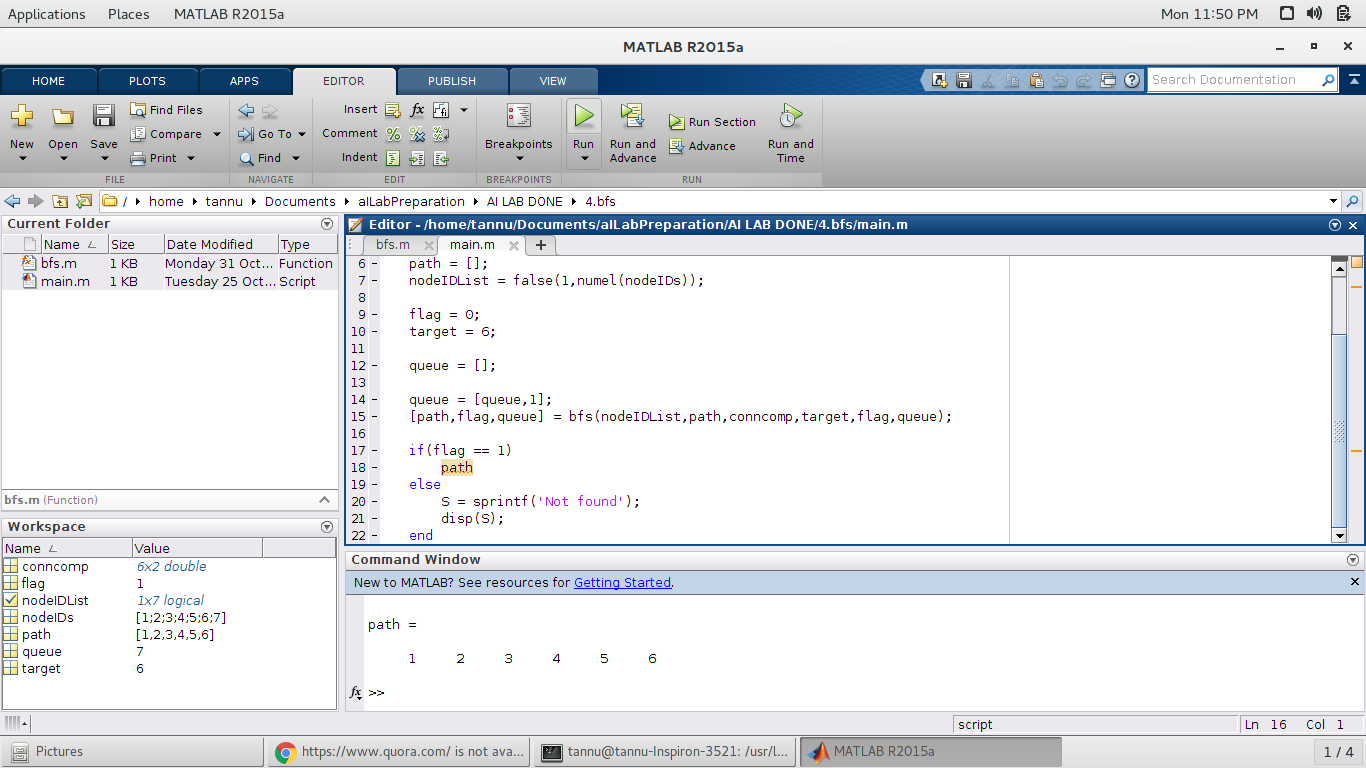 Applications Places MATLAB R2015a Mon 11:50 PM
MATLAB R2015a
HOME PLOTS APPS EDITOR PUBLISH VIEW Search Documentation
New Open Save Find Files Compare Print
FILE
Go To Find
NAVIGATE
Insert fx
Comment % % %
Indent
EDIT
Breakpoints
BREAKPOINTS
Run Run and Advance Run Section Advance Run and Time
RUN
/ home tannu Documents aILabPreparation AI LAB DONE 4.bfs
Current Folder
Name Size Date Modified Type
bfs.m 1 KB Monday 31 Oct... Function
main.m 1 KB Tuesday 25 Oct... Script
bfs.m (Function)
Workspace
Name Value
conncomp 6x2 double
flag 1
nodeIDList 1x7 logical
nodeIDs [1;2;3;4;5;6;7]
path [1,2,3,4,5,6]
queue 7
target 6
Editor - /home/tannu/Documents/aILabPreparation/AI LAB DONE/4.bfs/main.m
bfs.m main.m +
6 - path = [];
7 - nodeIDList = false(1,numel(nodeIDs));
8
9 - flag = 0;
10 - target = 6;
11
12 - queue = [];
13
14 - queue = [queue,1];
15 - [path,flag,queue] = bfs(nodeIDList,path,conncomp,target,flag,queue);
16
17 - if(flag == 1)
18 - path
19 - else
20 - S = sprintf('Not found');
21 - disp(S);
22 - end
Command Window
New to MATLAB? See resources for Getting Started.
path =
1 2 3 4 5 6
fx >>
script Ln 16 Col 1
Pictures https://www.quora.com/ is not ava... tannu@tannu-Inspiron-3521: /usr/l... MATLAB R2015a 1 / 4